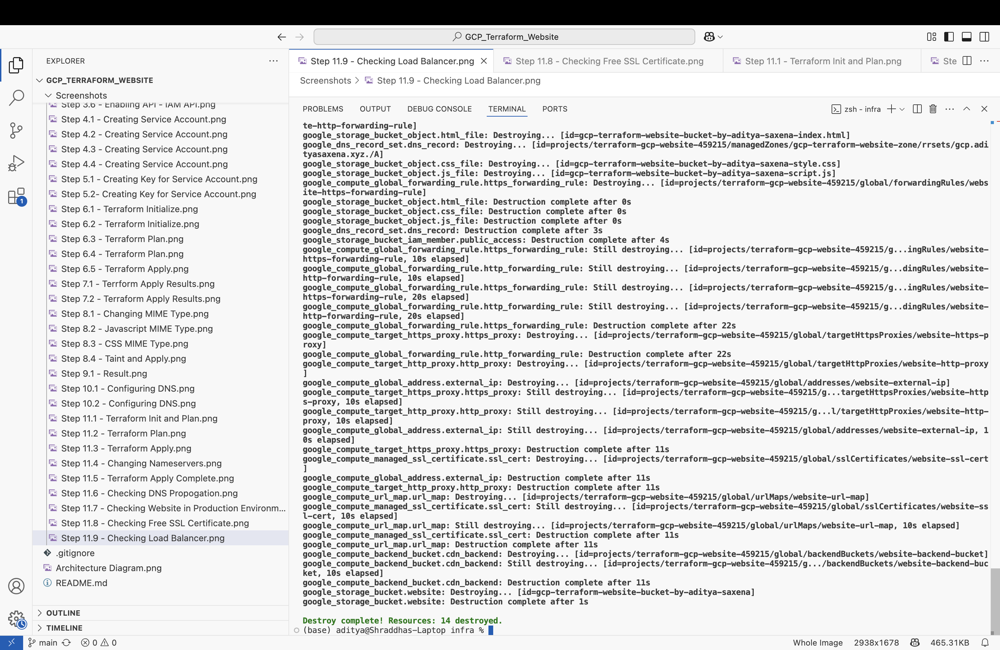 GCP_Terraform_Website
EXPLORER
GCP_TERRAFORM_WEBSITE
Screenshots
Step 3.6 - Enabling API - IAM API.png
Step 4.1 - Creating Service Account.png
Step 4.2 - Creating Service Account.png
Step 4.3 - Creating Service Account.png
Step 4.4 - Creating Service Account.png
Step 5.1 - Creating Key for Service Account.png
Step 5.2- Creating Key for Service Account.png
Step 6.1 - Terraform Initialize.png
Step 6.2 - Terraform Initialize.png
Step 6.3 - Terraform Plan.png
Step 6.4 - Terraform Plan.png
Step 6.5 - Terraform Apply.png
Step 7.1 - Terrform Apply Results.png
Step 7.2 - Terraform Apply Results.png
Step 8.1 - Changing MIME Type.png
Step 8.2 - Javascript MIME Type.png
Step 8.3 - CSS MIME Type.png
Step 8.4 - Taint and Apply.png
Step 9.1 - Result.png
Step 10.1 - Configuring DNS.png
Step 10.2 - Configuring DNS.png
Step 11.1 - Terraform Init and Plan.png
Step 11.2 - Terraform Plan.png
Step 11.3 - Terraform Apply.png
Step 11.4 - Changing Nameservers.png
Step 11.5 - Terraform Apply Complete.png
Step 11.6 - Checking DNS Propogation.png
Step 11.7 - Checking Website in Production Environm...
Step 11.8 - Checking Free SSL Certificate.png
Step 11.9 - Checking Load Balancer.png
.gitignore
Architecture Diagram.png
README.md
OUTLINE
TIMELINE
1
Step 11.9 - Checking Load Balancer.png
Step 11.8 - Checking Free SSL Certificate.png
Step 11.1 - Terraform Init and Plan.png
Ste
Screenshots > Step 11.9 - Checking Load Balancer.png
PROBLEMS OUTPUT DEBUG CONSOLE TERMINAL PORTS
zsh - infra
te-http-forwarding-rule]
google_storage_bucket_object.html_file: Destroying... [id=gcp-terraform-website-bucket-by-aditya-saxena-index.html]
google_dns_record_set.dns_record: Destroying... [id=projects/terraform-gcp-website-459215/managedZones/gcp-terraform-website-zone/rrsets/gcp.adi
tyasaxena.xyz./A]
google_storage_bucket_object.css_file: Destroying... [id=gcp-terraform-website-bucket-by-aditya-saxena-style.css]
google_storage_bucket_object.js_file: Destroying... [id=gcp-terraform-website-bucket-by-aditya-saxena-script.js]
google_compute_global_forwarding_rule.https_forwarding_rule: Destroying... [id=projects/terraform-gcp-website-459215/global/forwardingRules/webs
ite-https-forwarding-rule]
google_storage_bucket_object.html_file: Destruction complete after 0s
google_storage_bucket_object.css_file: Destruction complete after 0s
google_storage_bucket_object.js_file: Destruction complete after 0s
google_dns_record_set.dns_record: Destruction complete after 3s
google_storage_bucket_iam_member.public_access: Destruction complete after 4s
google_compute_global_forwarding_rule.https_forwarding_rule: Still destroying... [id=projects/terraform-gcp-website-459215/g...ingRules/website-
https-forwarding-rule, 10s elapsed]
google_compute_global_forwarding_rule.http_forwarding_rule: Still destroying... [id=projects/terraform-gcp-website-459215/g...dingRules/website-
http-forwarding-rule, 10s elapsed]
google_compute_global_forwarding_rule.https_forwarding_rule: Still destroying... [id=projects/terraform-gcp-website-459215/g...ingRules/website-
https-forwarding-rule, 20s elapsed]
google_compute_global_forwarding_rule.http_forwarding_rule: Still destroying... [id=projects/terraform-gcp-website-459215/g...dingRules/website-
http-forwarding-rule, 20s elapsed]
google_compute_global_forwarding_rule.https_forwarding_rule: Destruction complete after 22s
google_compute_target_https_proxy.https_proxy: Destroying... [id=projects/terraform-gcp-website-459215/global/targetHttpsProxies/website-https-p
roxy]
google_compute_global_forwarding_rule.http_forwarding_rule: Destruction complete after 22s
google_compute_target_http_proxy.http_proxy: Destroying... [id=projects/terraform-gcp-website-459215/global/targetHttpProxies/website-http-proxy
]
google_compute_global_address.external_ip: Destroying... [id=projects/terraform-gcp-website-459215/global/addresses/website-external-ip]
google_compute_target_https_proxy.https_proxy: Still destroying... [id=projects/terraform-gcp-website-459215/g...targetHttpsProxies/website-http
s-proxy, 10s elapsed]
google_compute_target_http_proxy.http_proxy: Still destroying... [id=projects/terraform-gcp-website-459215/g...l/targetHttpProxies/website-http-
proxy, 10s elapsed]
google_compute_global_address.external_ip: Still destroying... [id=projects/terraform-gcp-website-459215/global/addresses/website-external-ip, 1
0s elapsed]
google_compute_target_https_proxy.https_proxy: Destruction complete after 11s
google_compute_managed_ssl_certificate.ssl_cert: Destroying... [id=projects/terraform-gcp-website-459215/global/sslCertificates/website-ssl-cert
]
google_compute_global_address.external_ip: Destruction complete after 11s
google_compute_target_http_proxy.http_proxy: Destruction complete after 11s
google_compute_url_map.url_map: Destroying... [id=projects/terraform-gcp-website-459215/global/urlMaps/website-url-map]
google_compute_managed_ssl_certificate.ssl_cert: Still destroying... [id=projects/terraform-gcp-website-459215/global/sslCertificates/website-ss
l-cert, 10s elapsed]
google_compute_url_map.url_map: Still destroying... [id=projects/terraform-gcp-website-459215/global/urlMaps/website-url-map, 10s elapsed]
google_compute_managed_ssl_certificate.ssl_cert: Destruction complete after 11s
google_compute_url_map.url_map: Destruction complete after 11s
google_compute_backend_bucket.cdn_backend: Destroying... [id=projects/terraform-gcp-website-459215/global/backendBuckets/website-backend-bucket]
google_compute_backend_bucket.cdn_backend: Still destroying... [id=projects/terraform-gcp-website-459215/g.../backendBuckets/website-backend-buc
ket, 10s elapsed]
google_compute_backend_bucket.cdn_backend: Destruction complete after 11s
google_storage_bucket.website: Destroying... [id=gcp-terraform-website-bucket-by-aditya-saxena]
google_storage_bucket.website: Destruction complete after 1s
Destroy complete! Resources: 14 destroyed.
(base) aditya@Shraddhas-Laptop infra %
main 0 0
Whole Image 2938x1678 465.31KB